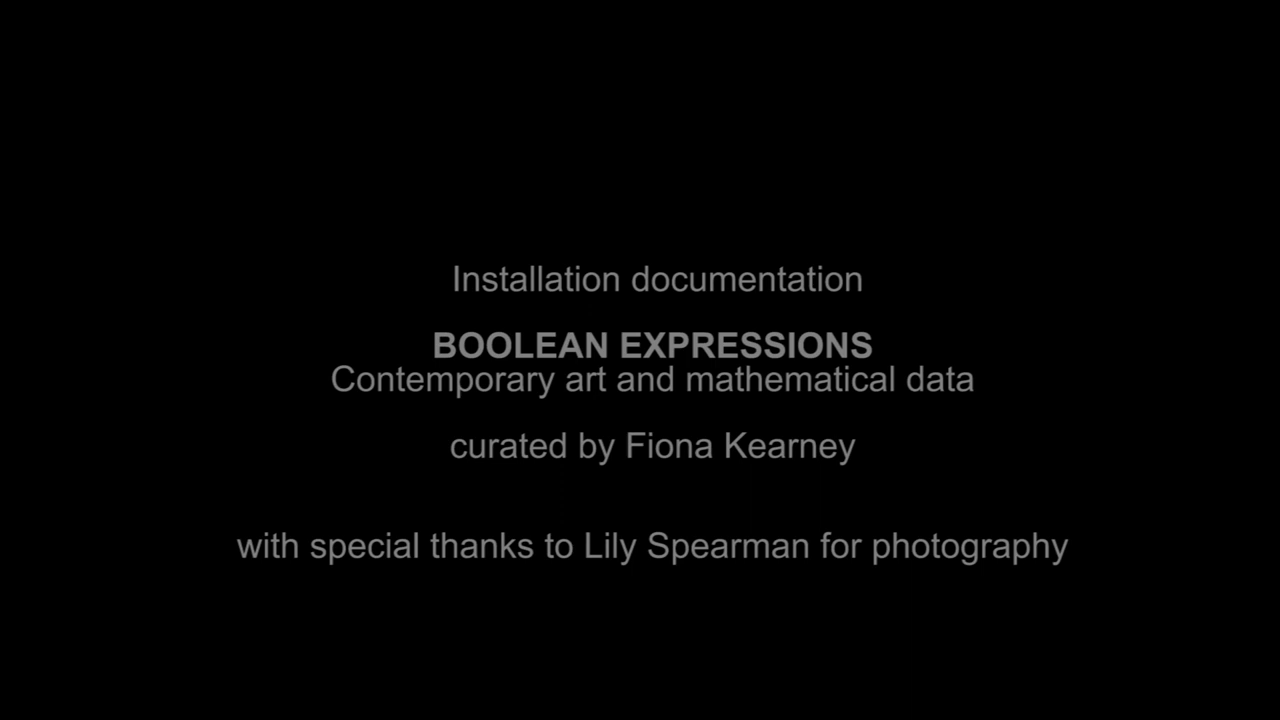 Installation documentation
BOOLEAN EXPRESSIONS
Contemporary art and mathematical data
curated by Fiona Kearney
with special thanks to Lily Spearman for photography